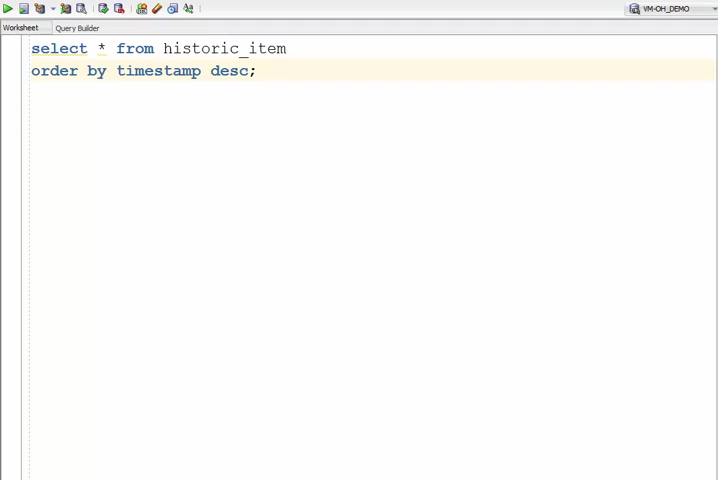 VM-OH_DEMO
Worksheet Query Builder
select * from historic_item
order by timestamp desc;